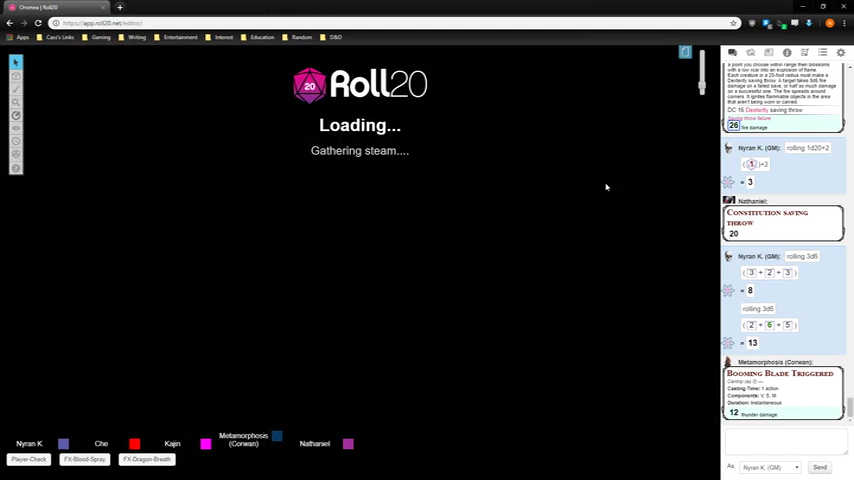 Oromea | Roll20
https://app.roll20.net/editor/
Apps
Cass's Links
Gaming
Writing
Entertainment
Interest
Education
Random
D&D
20
Roll20
Loading...
Gathering steam....
a point you choose within range then blossoms
with a low roar into an explosion of flame.
Each creature in a 20-foot radius must make a
Dexterity saving throw. A target takes 8d6 fire
damage on a failed save, or half as much damage
on a successful one. The fire spreads around
corners. It ignites flammable objects in the area
that aren't being worn or carried.
DC 16 Dexterity saving throw
Saving throw failure
26 fire damage
Nyran K. (GM): rolling 1d20+2
(1)+2
= 3
Nathaniel:
Constitution saving
throw
20
Nyran K. (GM): rolling 3d6
(3 + 2 + 3)
= 8
rolling 3d6
(2 + 6 + 5)
= 13
Metamorphosis (Corwan):
Booming Blade Triggered
Casting Time: 1 action
Components: V, S, M
Duration: Instantaneous
12 thunder damage
Nyran K
Che
Kajin
Metamorphosis
(Corwan)
Nathaniel
Player-Check
FX-Blood-Spray
FX-Dragon-Breath
As:
Nyran K. (GM)
Send